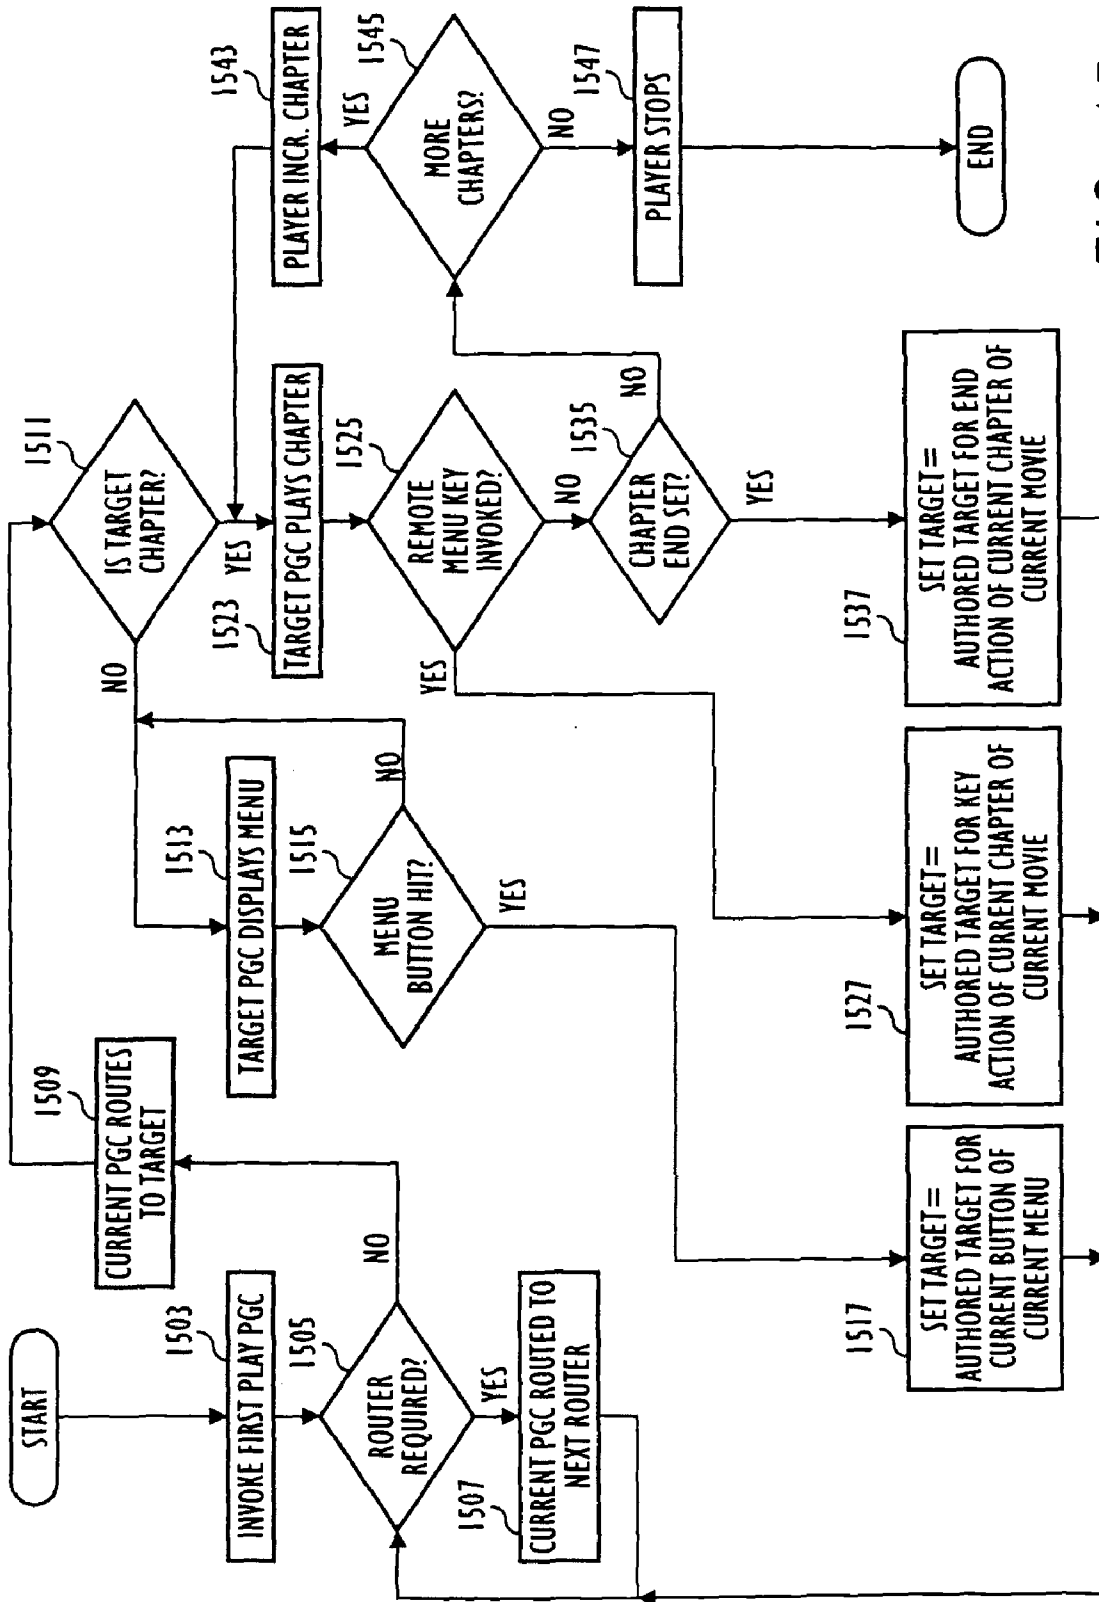 START
1503
INVOKE FIRST PLAY PGC
1505
ROUTER
REQUIRED?
NO
YES
1507
CURRENT PGC ROUTED TO
NEXT ROUTER
1509
CURRENT PGC ROUTES
TO TARGET
1511
IS TARGET
CHAPTER?
NO
YES
1513
TARGET PGC DISPLAYS MENU
1515
MENU
BUTTON HIT?
NO
YES
1517
SET TARGET=
AUTHORED TARGET FOR
CURRENT BUTTON OF
CURRENT MENU
1523
TARGET PGC PLAYS CHAPTER
1525
REMOTE
MENU KEY
INVOKED?
YES
NO
1527
SET TARGET=
AUTHORED TARGET FOR KEY
ACTION OF CURRENT CHAPTER OF
CURRENT MOVIE
1535
CHAPTER
END SET?
NO
YES
1537
SET TARGET=
AUTHORED TARGET FOR END
ACTION OF CURRENT CHAPTER OF
CURRENT MOVIE
1543
PLAYER INCR. CHAPTER
1545
MORE
CHAPTERS?
YES
NO
1547
PLAYER STOPS
END